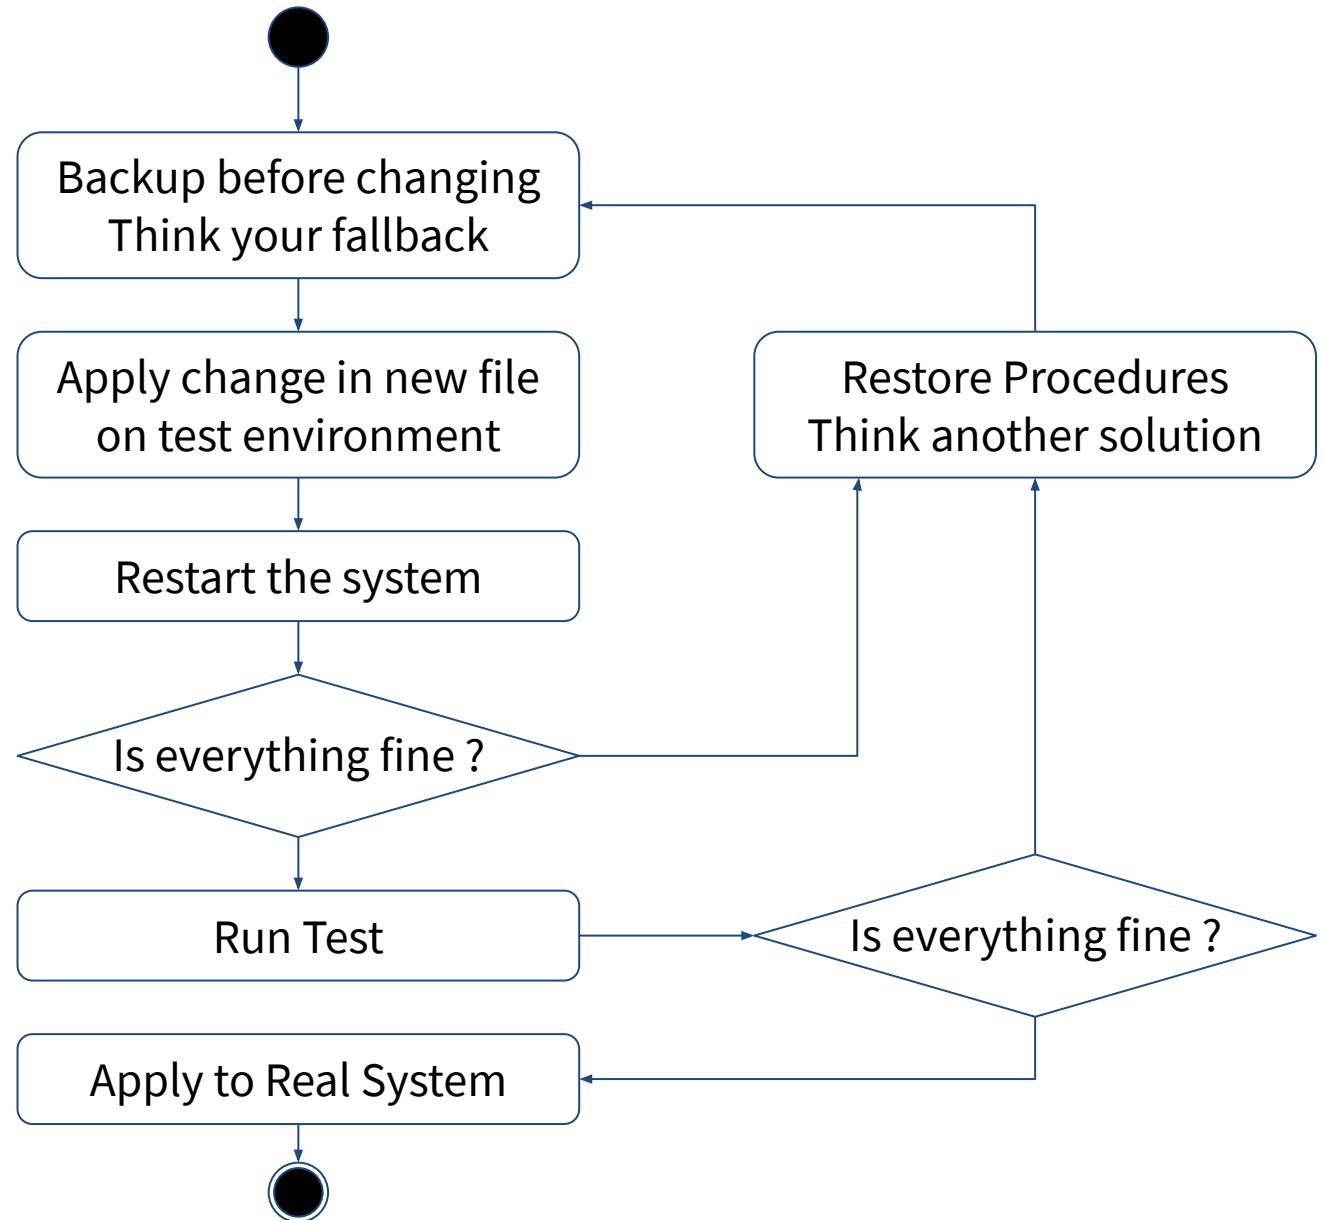 Backup before changing
Think your fallback
Apply change in new file
on test environment
Restore Procedures
Think another solution
Restart the system
Is everything fine ?
Run Test
Is everything fine ?
Apply to Real System